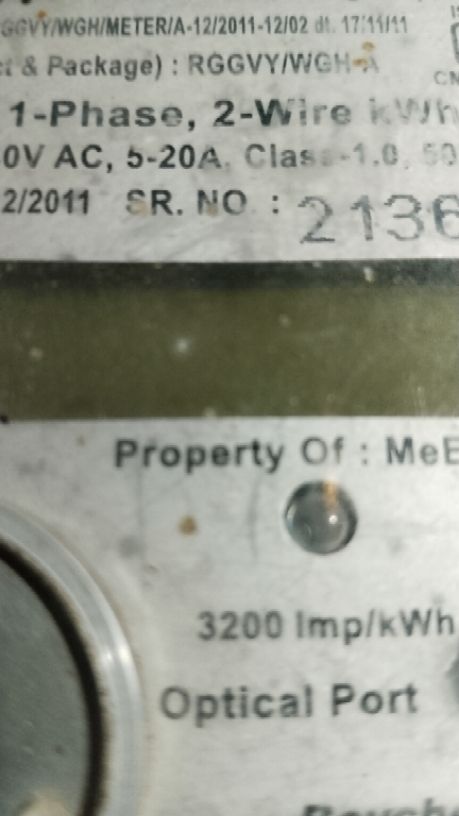 GGVY/WGH/METER/A-12/2011-12/02 dt. 17/11/11
& Package) : RGGVY/WGH-A
1-Phase, 2-Wire kWh
0V AC, 5-20A. Class-1.0, 50
2/2011 SR. NO : 2136
Property Of : MeE
3200 Imp/kWh
Optical Port